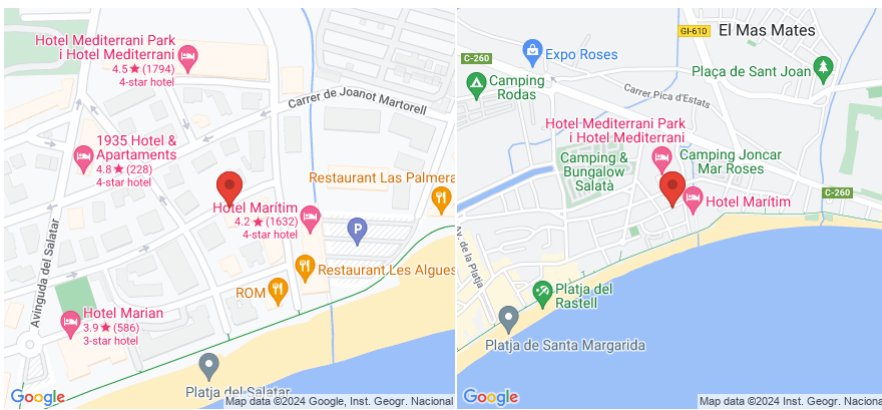 Hotel Mediterrani Park
i Hotel Mediterrani
4.5★(1794)
4-star hotel
Carrer de Joanot Martorell
1935 Hotel &
Apartaments
4.8★(228)
4-star hotel
Restaurant Las Palmera
Hotel Marítim
4.2★(1632)
4-star hotel
P
Restaurant Les Algues
ROM
Avinguda del Salatar
Hotel Marian
3.9★(586)
3-star hotel
Platja del Salatar
Google
Map data ©2024 Google, Inst. Geogr. Nacional
GI-610
El Mas Mates
C-260
Expo Roses
Plaça de Sant Joan
Camping
Rodas
Carrer Pica d'Estats
Hotel Mediterrani Park
i Hotel Mediterrani
Camping &
Bungalow
Salatà
Camping Joncar
Mar Roses
C-260
Hotel Marítim
Av. de la Platja
Platja del
Rastell
Platja de Santa Margarida
Google
Map data ©2024 Google, Inst. Geogr. Nacional